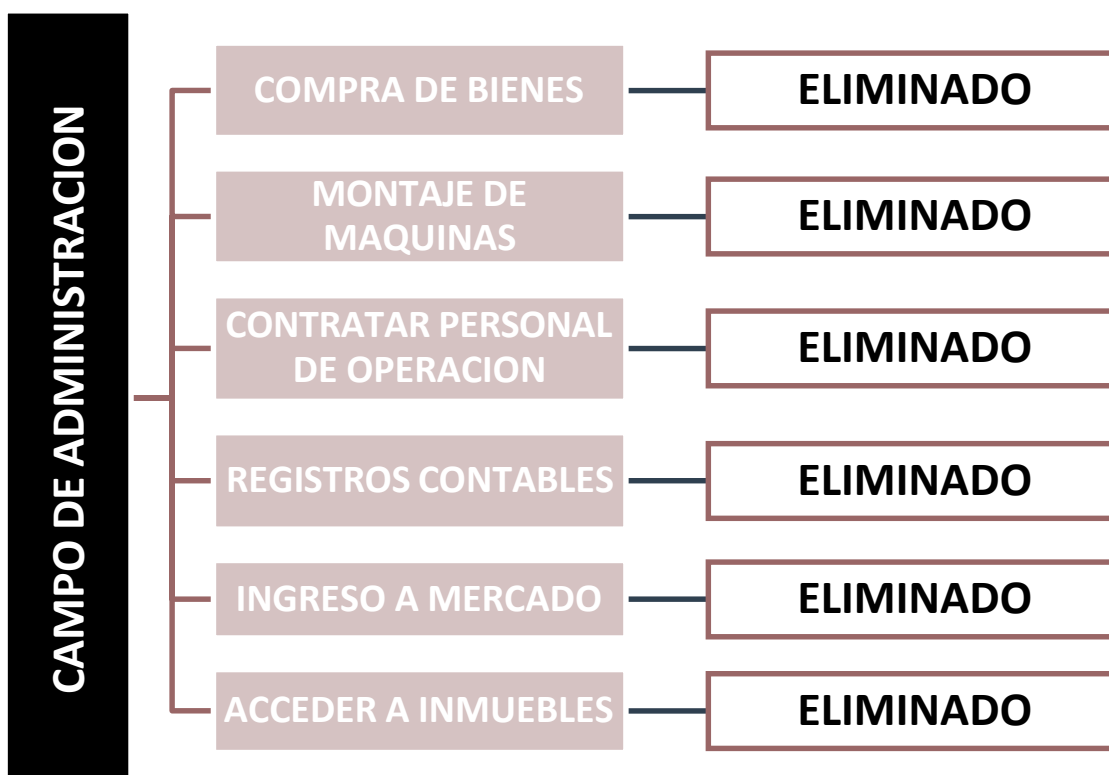 CAMPO DE ADMINISTRACION
COMPRA DE BIENES
ELIMINADO
MONTAJE DE
MAQUINAS
ELIMINADO
CONTRATAR PERSONAL
DE OPERACION
ELIMINADO
REGISTROS CONTABLES
ELIMINADO
INGRESO A MERCADO
ELIMINADO
ACCEDER A INMUEBLES
ELIMINADO